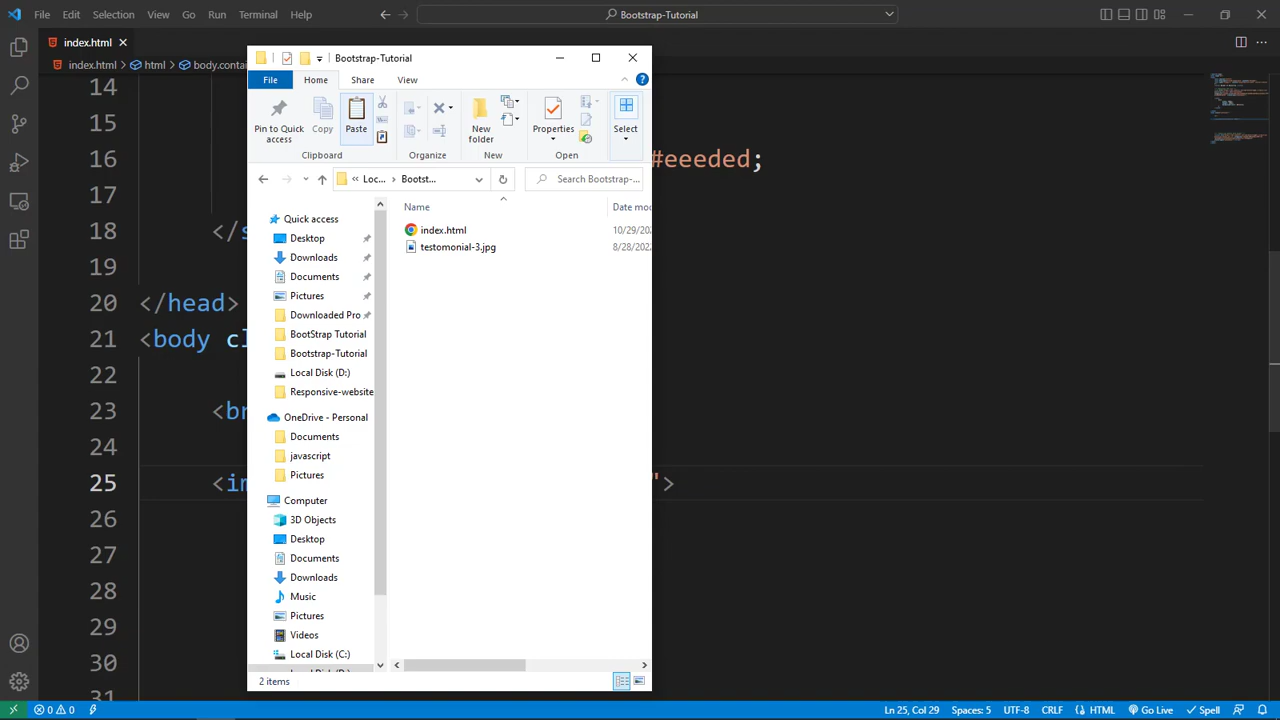 File Edit Selection View Go Run Terminal Help
Bootstrap-Tutorial
index.html
index.html > html > body.contai
14
15
16 #eeeded;
17
18 </s
19
20 </head>
21 <body cl
22
23 <br
24
25 <im ">
26
27
28
29
30
31
Bootstrap-Tutorial
File Home Share View
Pin to Quick access
Copy
Paste
New folder
Properties
Select
Clipboard Organize New Open
« Loc... > Bootst...
Search Bootstrap-...
Name Date mod
index.html 10/29/202
testomonial-3.jpg 8/28/202
Quick access
Desktop
Downloads
Documents
Pictures
Downloaded Pro
BootStrap Tutorial
Bootstrap-Tutorial
Local Disk (D:)
Responsive-website
OneDrive - Personal
Documents
javascript
Pictures
Computer
3D Objects
Desktop
Documents
Downloads
Music
Pictures
Videos
Local Disk (C:)
2 items
0 0 Ln 25, Col 29 Spaces: 5 UTF-8 CRLF HTML Go Live Spell